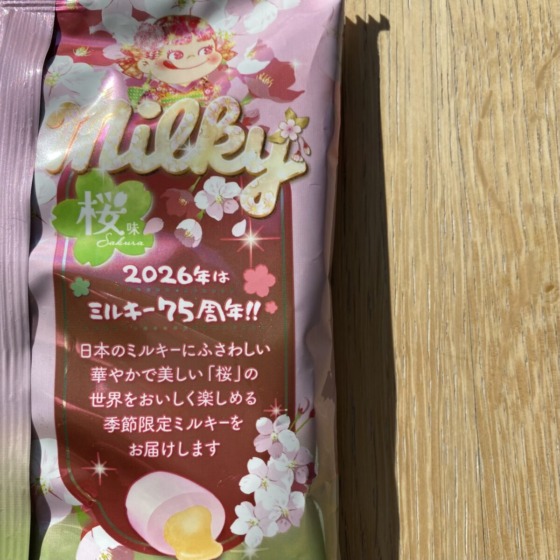 Milky
桜味
Sakura
2026年は
ミルキー75周年!!
日本のミルキーにふさわしい
華やかで美しい「桜」の
世界をおいしく楽しめる
季節限定ミルキーを
お届けします